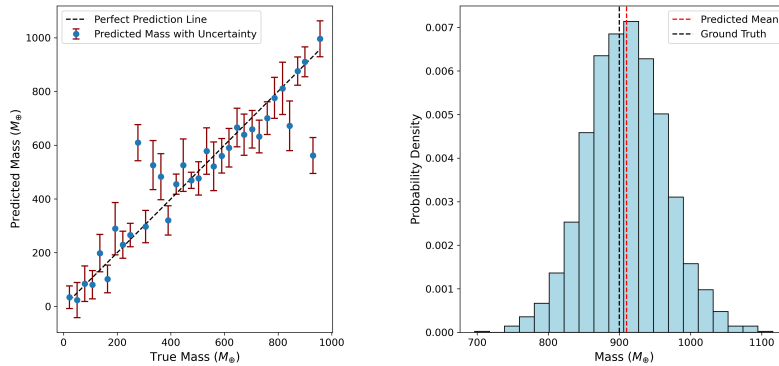 Perfect Prediction Line
Predicted Mass with Uncertainty
Predicted Mass (M⊕)
1000
800
600
400
200
0
0 200 400 600 800 1000
True Mass (M⊕)
Predicted Mean
Ground Truth
Probability Density
0.007
0.006
0.005
0.004
0.003
0.002
0.001
0.000
700 800 900 1000 1100
Mass (M⊕)